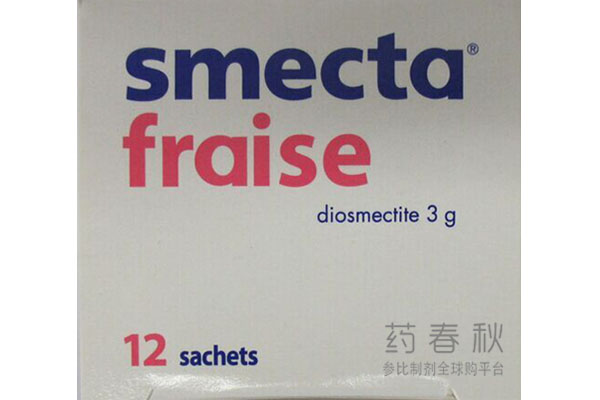 smecta®
fraise
diosmectite 3 g
12 sachets
药春秋
参比制剂全球购平台